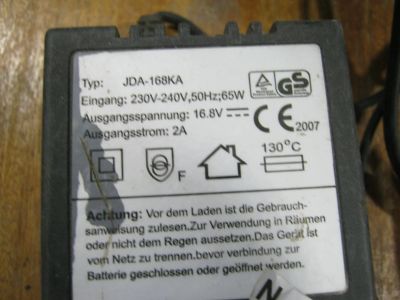 Typ: JDA-168KA
Eingang: 230V-240V,50Hz;65W
Ausgangsspannung: 16.8V
Ausgangsstrom: 2A
GS
CE 2007
F
130°C
Achtung: Vor dem Laden ist die Gebrauch-
sanweisung zulesen.Zur Verwendung in Räumen
oder nicht dem Regen aussetzen.Das Gerät ist
vom Netz zu trennen.bevor verbindung zur
Batterie geschlossen oder geöffnet werden.
N